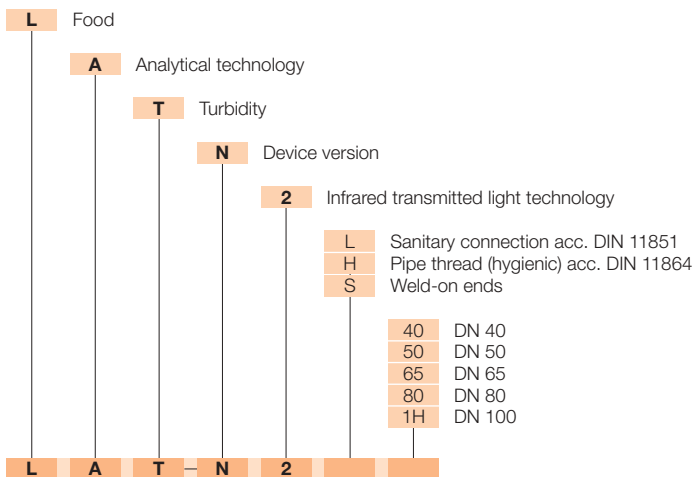 L Food
A Analytical technology
T Turbidity
N Device version
2 Infrared transmitted light technology
L Sanitary connection acc. DIN 11851
H Pipe thread (hygienic) acc. DIN 11864
S Weld-on ends
40 DN 40
50 DN 50
65 DN 65
80 DN 80
1H DN 100
L A T – N 2